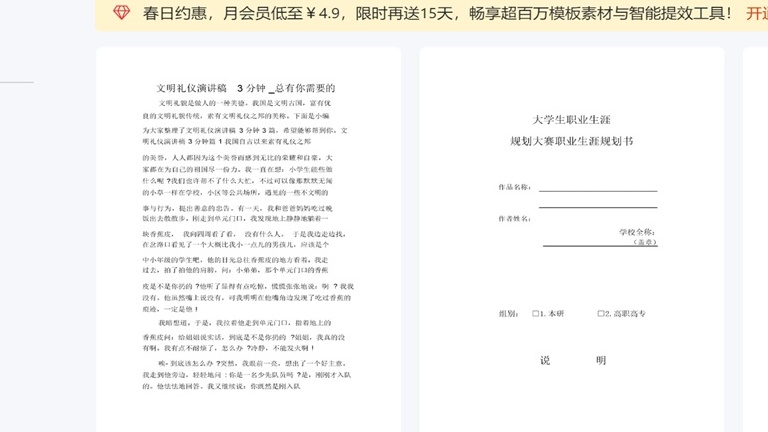 春日约惠，月会员低至￥4.9，限时再送15天，畅享超百万模板素材与智能提效工具！ 开通
文明礼仪演讲稿 3 分钟 _总有你需要的
文明礼貌是做人的一种美德。我国是文明古国，富有优
良的文明礼貌传统，素有文明礼仪之邦的美称。下面是小编
为大家整理了文明礼仪演讲稿 3 分钟 3 篇，希望能够帮到你。文
明礼仪演讲稿 3 分钟篇 1 我国自古以来素有礼仪之邦
的美誉，人人都因为这个美誉而感到无比的荣耀和自豪，大
家都在为自己的祖国尽一份力。我一直在想：小学生能些做
什么呢 ?我们也许帮不了什么大忙，不过可以像那默默无闻
的小草一样在学校，小区等公共场所，遇见的一些不文明的
事与行为，提出善意的忠告。有一天，我和爸爸妈妈吃过晚
饭出去散散步。刚走到单元门口，我发现地上静静地躺着一
块香蕉皮， 我向四周看了看， 没有什么人， 于是我边走边找，
在岔路口看见了一个大概比我小一点儿的男孩儿，应该是个
中小年级的学生吧，他的目光总往香蕉皮的地方看着，我走
过去，拍了拍他的肩膀，问：小弟弟，那个单元门口的香蕉
皮是不是你扔的 ?他听了显得有点吃惊，慌慌张张地说：啊 ? 我我
没有。他虽然嘴上说没有，可我明明在他嘴角边发现了吃过香蕉的
痕迹，一定是他！
我暗想道。于是，我拉着他走到单元门口，指着地上的
香蕉皮问：给姐姐说实话，到底是不是你扔的 ?姐姐，我真的没
有啊。我有点不耐烦了，怎么办 ?冷静，不能发火啊！
唉- 到底该怎么办 ?突然，我眼前一亮，想出了一个好主意。
我走到他旁边，轻轻地问：你是一名少先队员吗 ?是，刚刚才入队
的。他怯怯地回答。我又继续说：你既然是刚入队
大学生职业生涯
规划大赛职业生涯规划书
作品名称：
作者姓名：
学校全称：
（盖章）
组别： □1. 本研 □2. 高职高专
说 明